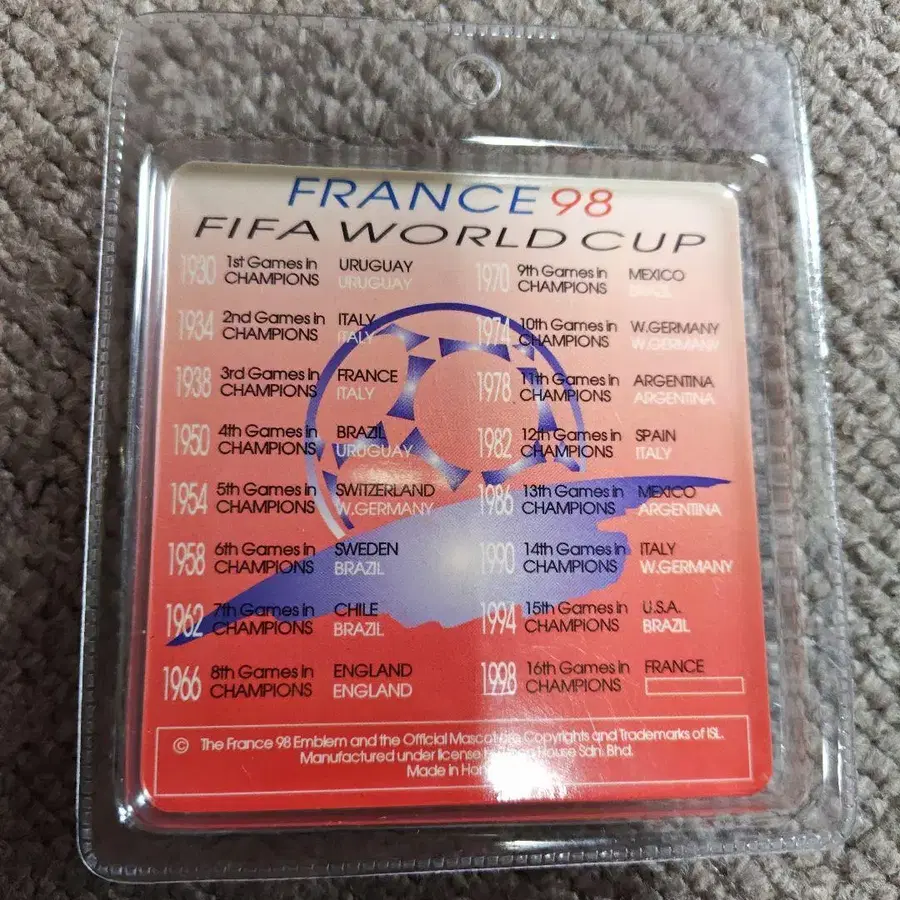 FRANCE 98
FIFA WORLD CUP
1930 1st Games in URUGUAY
CHAMPIONS URUGUAY
1934 2nd Games in ITALY
CHAMPIONS ITALY
1938 3rd Games in FRANCE
CHAMPIONS ITALY
1950 4th Games in BRAZIL
CHAMPIONS URUGUAY
1954 5th Games in SWITZERLAND
CHAMPIONS W.GERMANY
1958 6th Games in SWEDEN
CHAMPIONS BRAZIL
1962 7th Games in CHILE
CHAMPIONS BRAZIL
1966 8th Games in ENGLAND
CHAMPIONS ENGLAND
1970 9th Games in MEXICO
CHAMPIONS BRAZIL
1974 10th Games in W.GERMANY
CHAMPIONS W.GERMANY
1978 11th Games in ARGENTINA
CHAMPIONS ARGENTINA
1982 12th Games in SPAIN
CHAMPIONS ITALY
1986 13th Games in MEXICO
CHAMPIONS ARGENTINA
1990 14th Games in ITALY
CHAMPIONS W.GERMANY
1994 15th Games in U.S.A.
CHAMPIONS BRAZIL
1998 16th Games in FRANCE
CHAMPIONS
© The France 98 Emblem and the Official Mascot are Copyrights and Trademarks of ISL.
Manufactured under license House Sdn. Bhd.
Made in